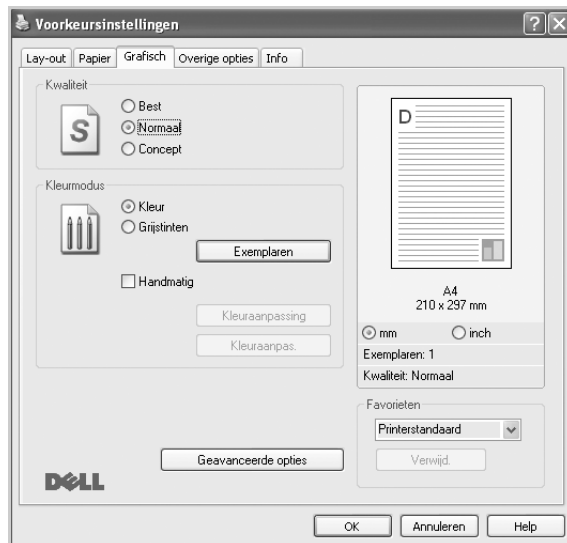 Voorkeursinstellingen
Lay-out Papier Grafisch Overige opties Info
Kwaliteit
S
Best
Normaal
Concept
Kleurmodus
Kleur
Grijstinten
Exemplaren
Handmatig
Kleuraanpassing
Kleuraanpas.
Geavanceerde opties
DELL
D
A4
210 x 297 mm
mm inch
Exemplaren: 1
Kwaliteit: Normaal
Favorieten
Printerstandaard
Verwijd.
OK Annuleren Help